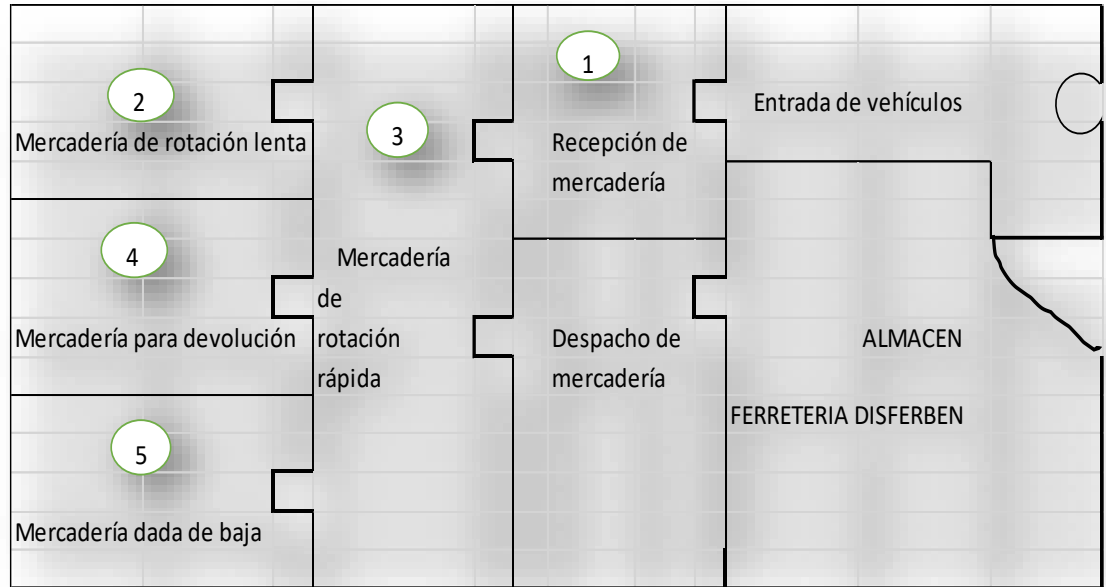 1
Entrada de vehículos
2
Mercadería de rotación lenta
3
Recepción de
mercadería
4
Mercadería para devolución
Mercadería
de
rotación
rápida
Despacho de
mercadería
ALMACEN
FERRETERIA DISFERBEN
5
Mercadería dada de baja